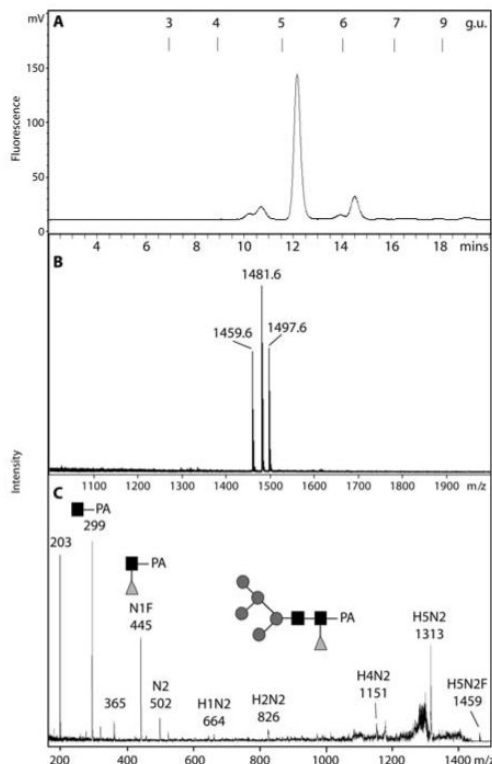 mV
A
3 4 5 6 7 9 g.u.
150
100
50
0
Fluorescence
4 6 8 10 12 14 16 18 mins
B
1481.6
1459.6
1497.6
1100 1200 1300 1400 1500 1600 1700 1800 1900 m/z
Intensity
C
PA
299
203
PA
N1F
445
365
N2
502
H1N2
664
H2N2
826
PA
H4N2
1151
H5N2
1313
H5N2F
1459
200 400 600 800 1000 1200 1400 m/z